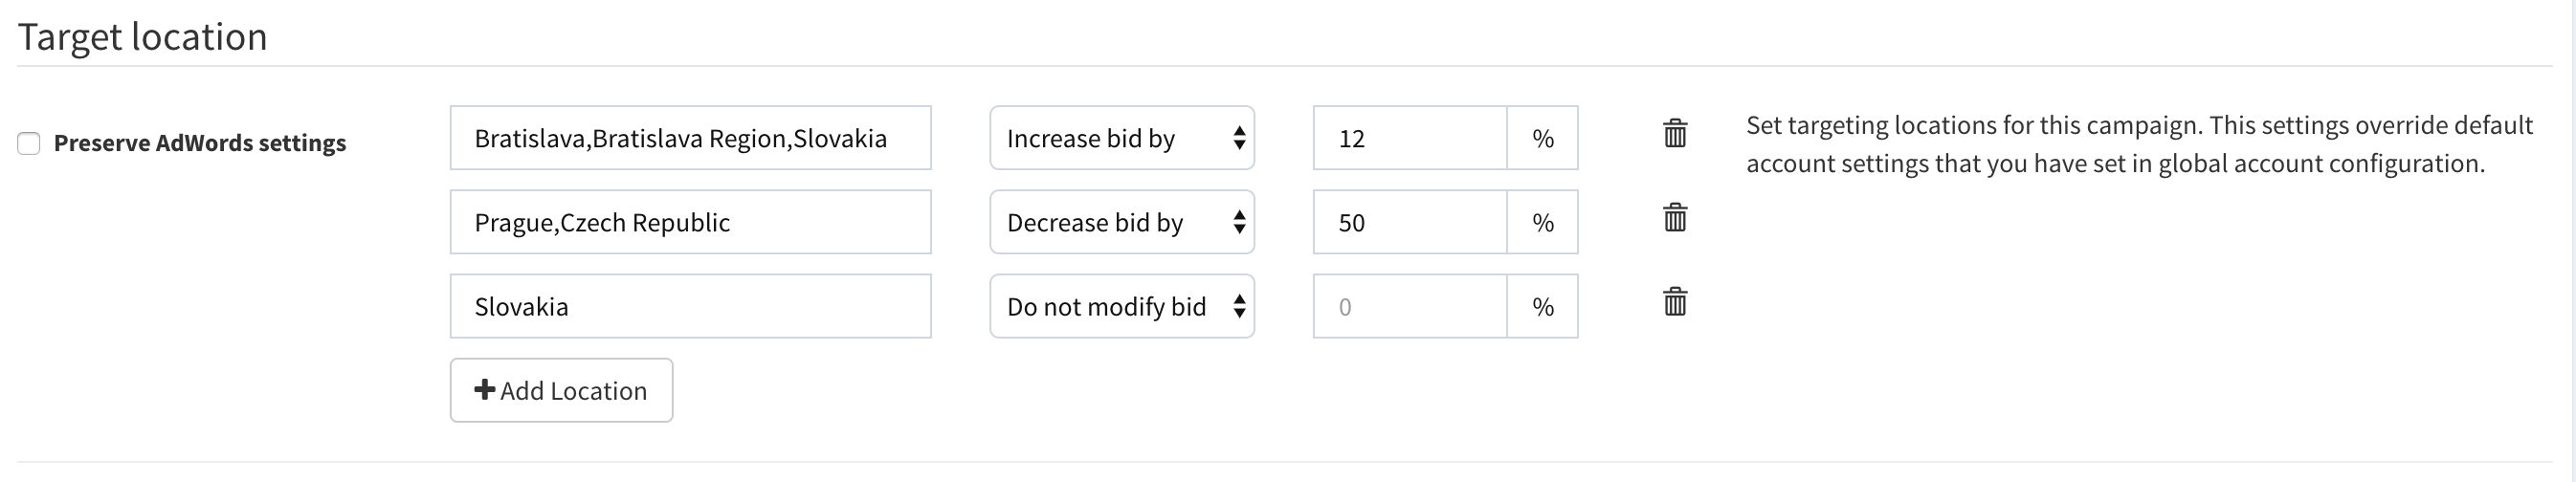 Target location
Preserve AdWords settings
Bratislava,Bratislava Region,Slovakia
Increase bid by
12
%
Set targeting locations for this campaign. This settings override default
account settings that you have set in global account configuration.
Prague,Czech Republic
Decrease bid by
50
%
Slovakia
Do not modify bid
0
%
Add Location